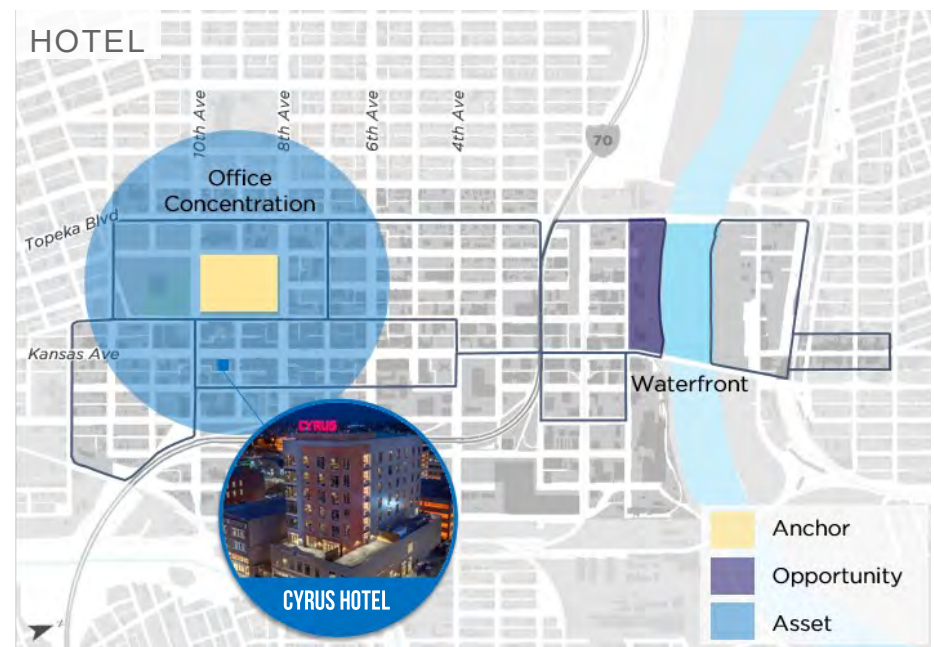 HOTEL
10th Ave
8th Ave
6th Ave
4th Ave
70
Office
Concentration
Topeka Blvd
Kansas Ave
Waterfront
CYRUS
CYRUS HOTEL
Anchor
Opportunity
Asset
Z